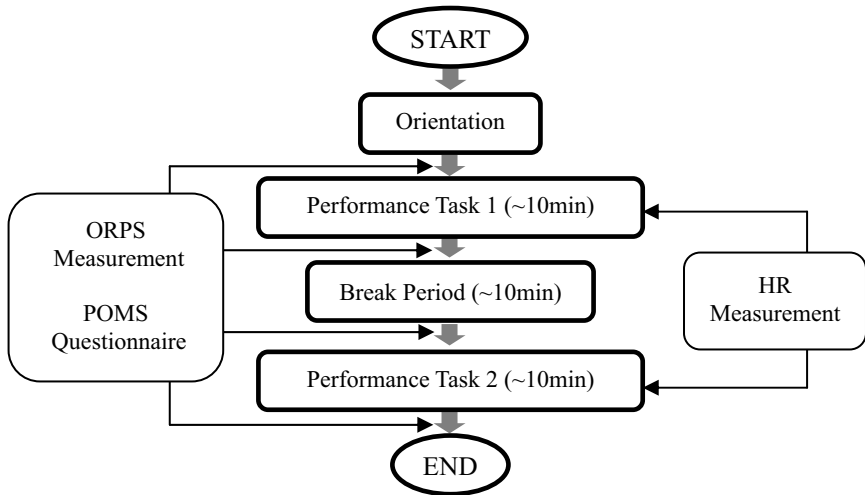 START
Orientation
Performance Task 1 (~10min)
ORPS
Measurement
POMS
Questionnaire
Break Period (~10min)
HR
Measurement
Performance Task 2 (~10min)
END